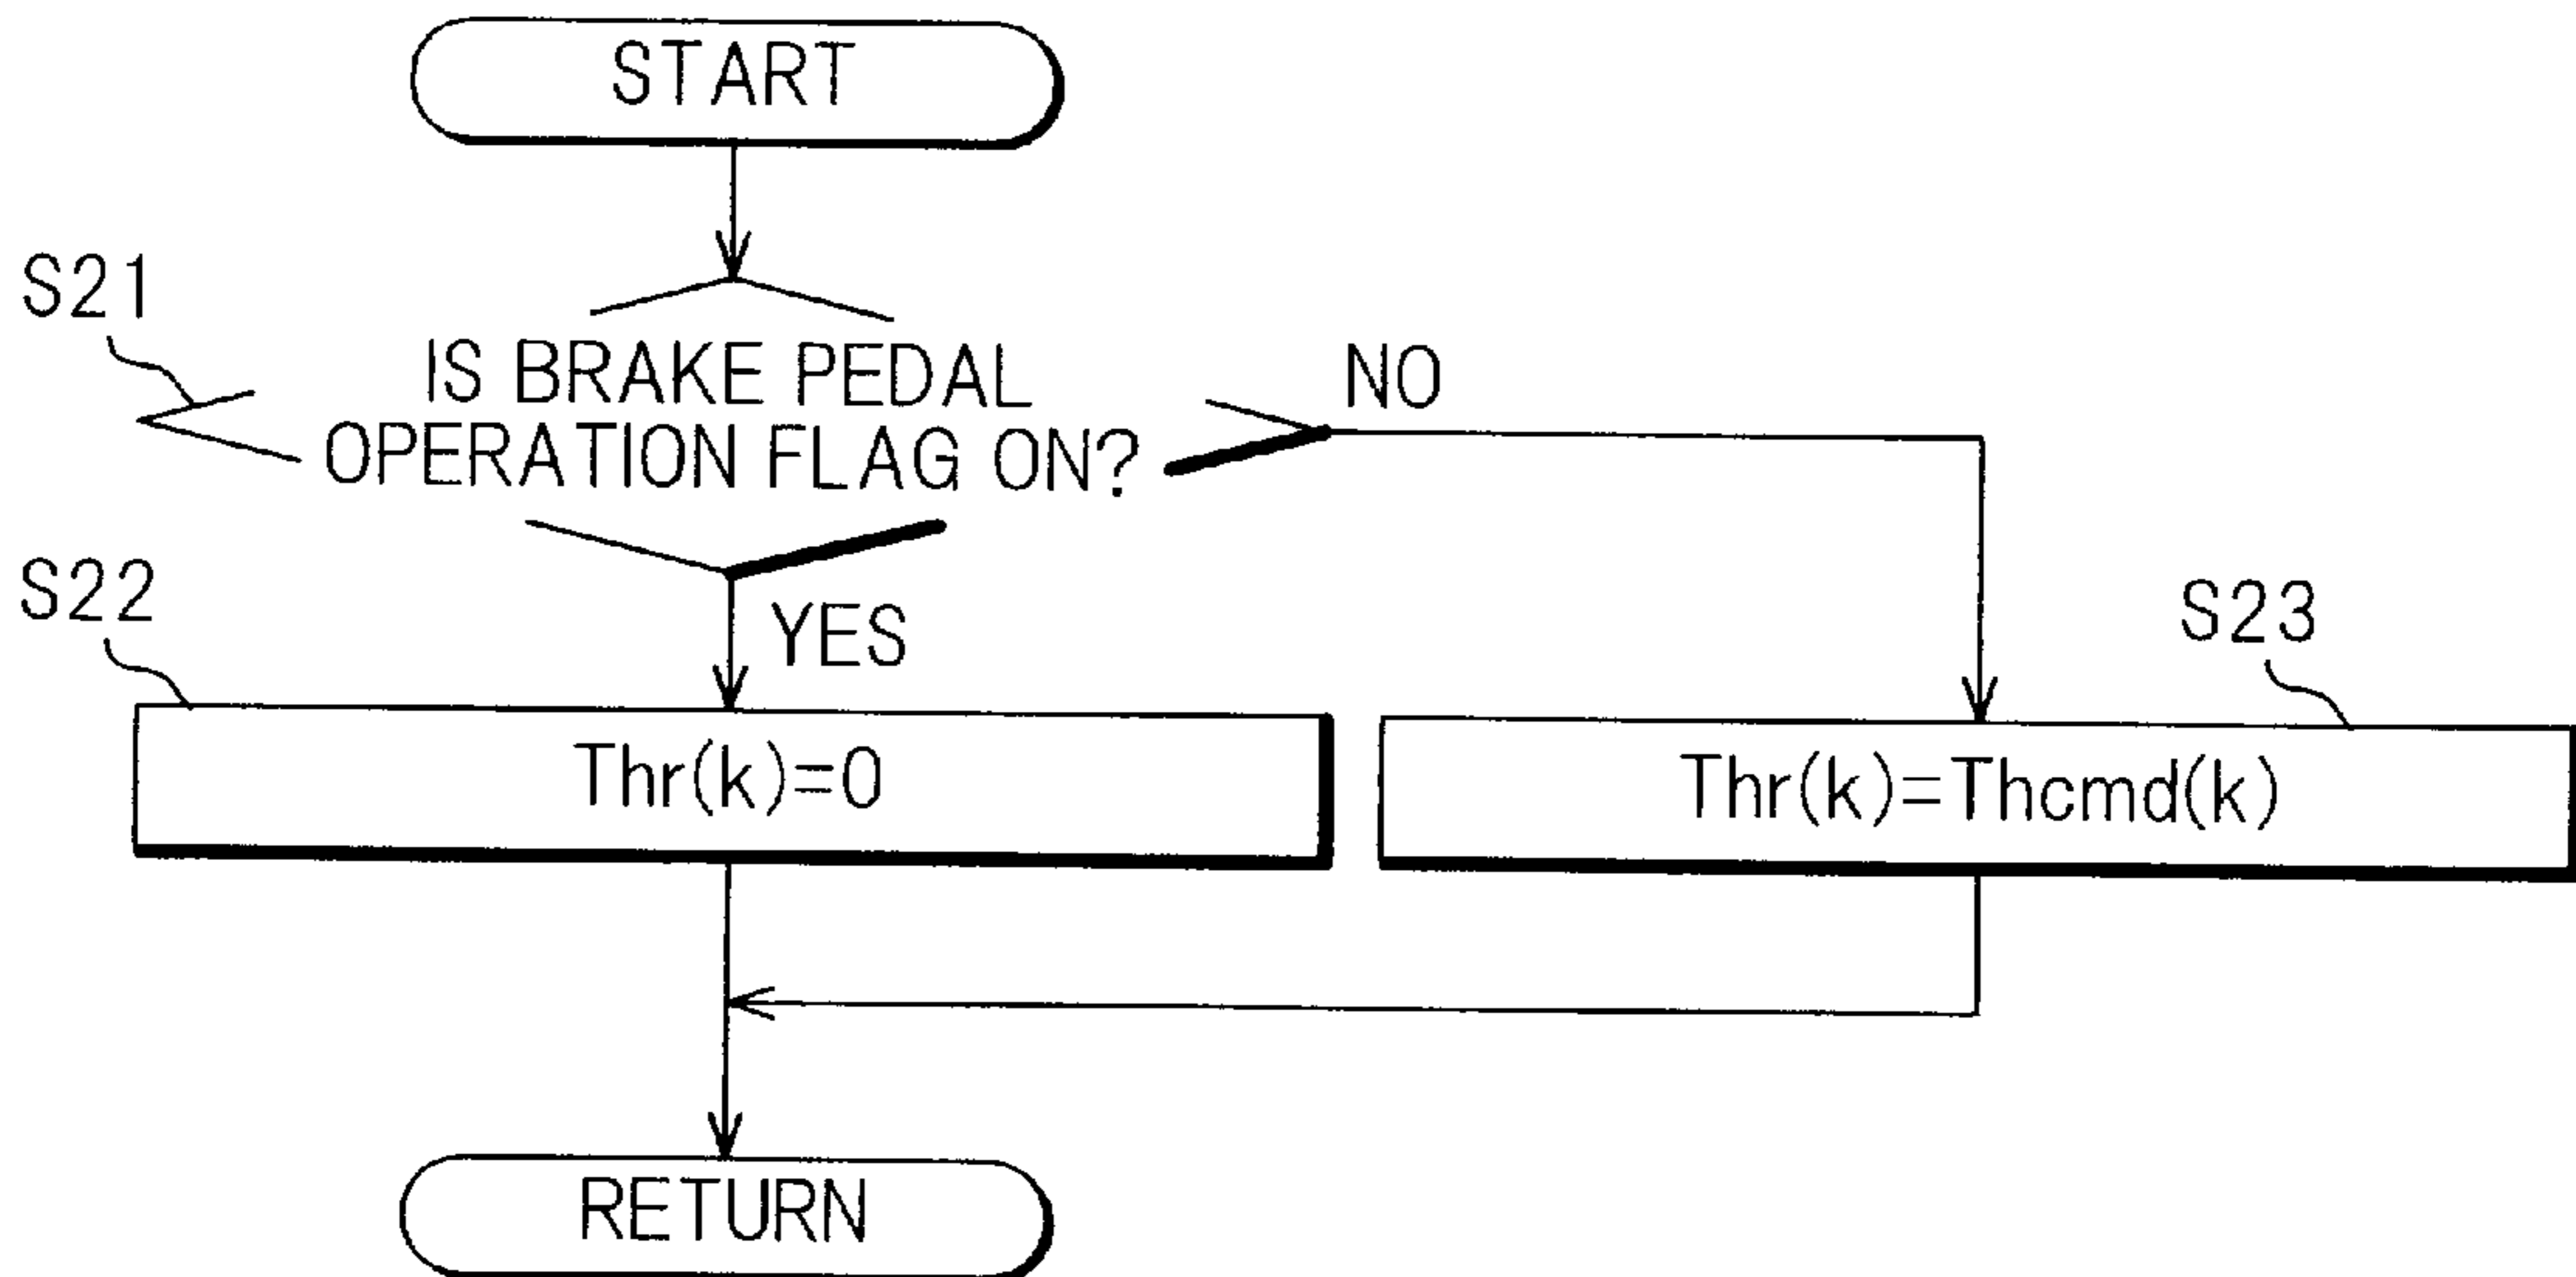 START
S21
IS BRAKE PEDAL
OPERATION FLAG ON?
NO
S22
YES
S23
Thr(k)=0
Thr(k)=Thcmd(k)
RETURN